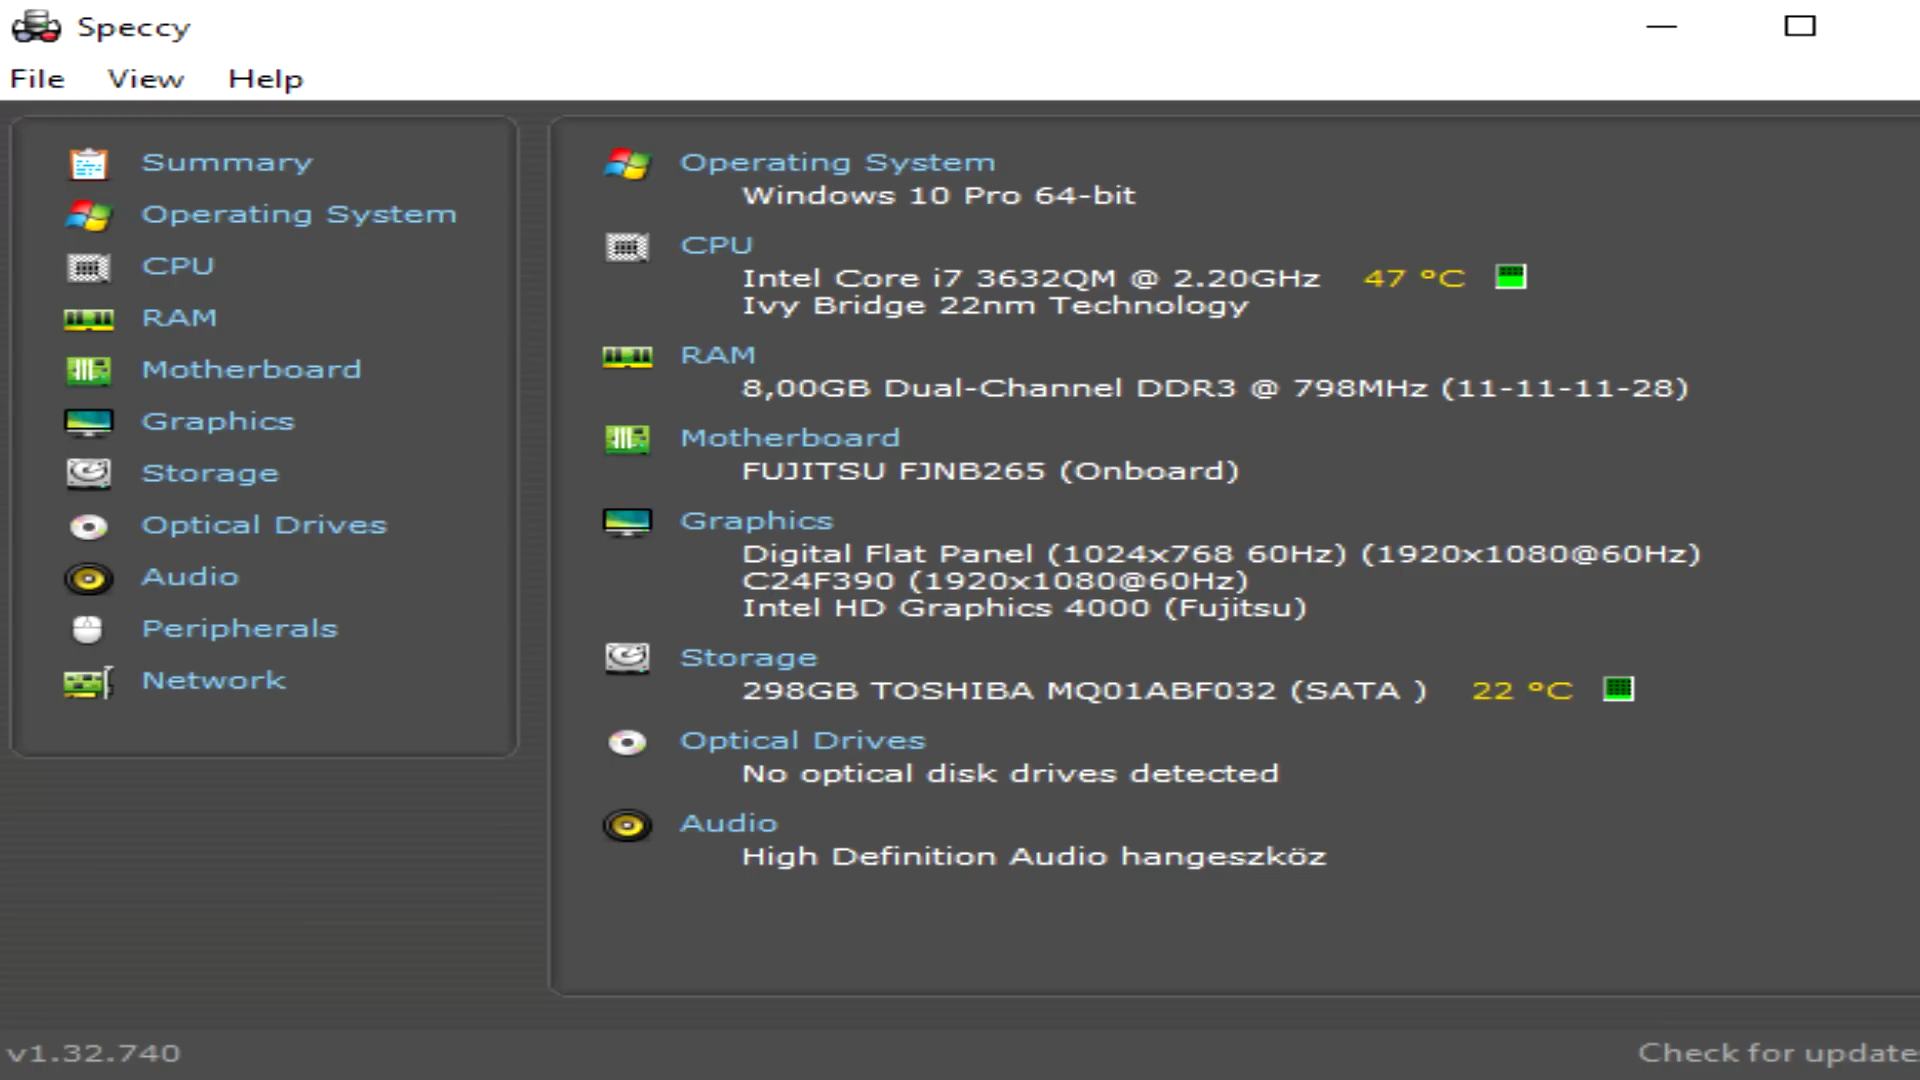 Speccy
File View Help
Summary
Operating System
CPU
RAM
Motherboard
Graphics
Storage
Optical Drives
Audio
Peripherals
Network
Operating System
Windows 10 Pro 64-bit
CPU
Intel Core i7 3632QM @ 2.20GHz 47 °C
Ivy Bridge 22nm Technology
RAM
8,00GB Dual-Channel DDR3 @ 798MHz (11-11-11-28)
Motherboard
FUJITSU FJNB265 (Onboard)
Graphics
Digital Flat Panel (1024x768 60Hz) (1920x1080@60Hz)
C24F390 (1920x1080@60Hz)
Intel HD Graphics 4000 (Fujitsu)
Storage
298GB TOSHIBA MQ01ABF032 (SATA ) 22 °C
Optical Drives
No optical disk drives detected
Audio
High Definition Audio hangeszköz
v1.32.740
Check for update